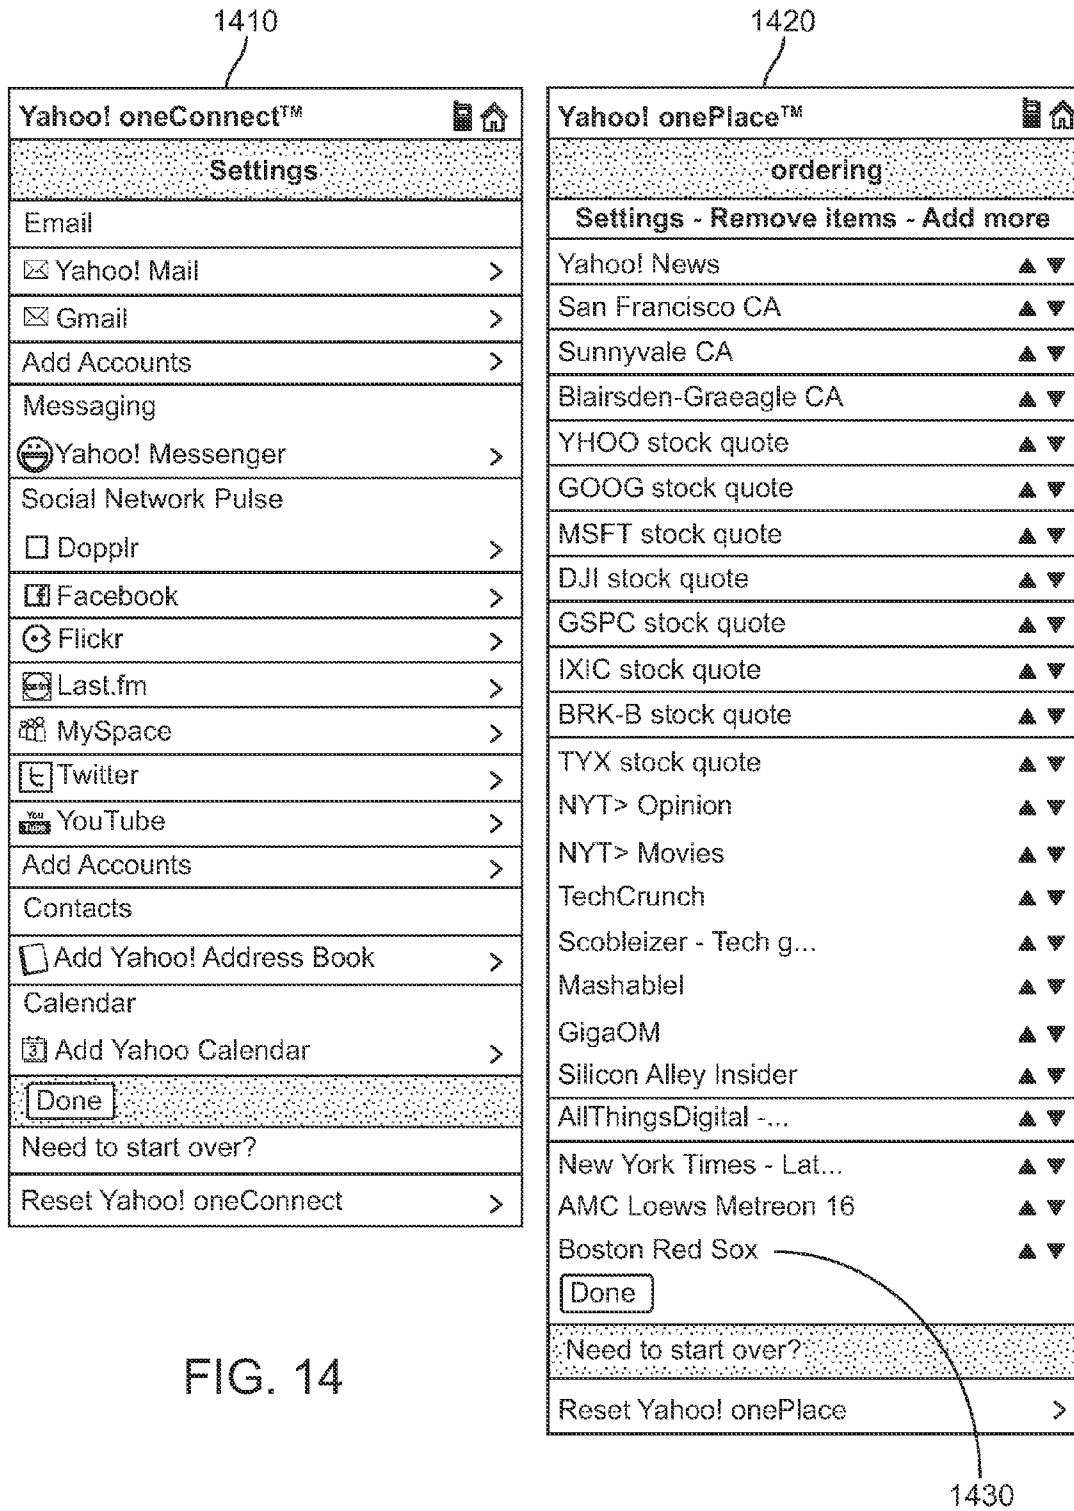 1410
Yahoo! oneConnect™
Settings
Email
Yahoo! Mail >
Gmail >
Add Accounts >
Messaging
Yahoo! Messenger >
Social Network Pulse
Dopplr >
f Facebook >
Flickr >
Last.fm >
MySpace >
t Twitter >
You Tube YouTube >
Add Accounts >
Contacts
Add Yahoo! Address Book >
Calendar
3 Add Yahoo Calendar >
Done
Need to start over?
Reset Yahoo! oneConnect >
FIG. 14
1420
Yahoo! onePlace™
ordering
Settings - Remove items - Add more
Yahoo! News
San Francisco CA
Sunnyvale CA
Blairsden-Graeagle CA
YHOO stock quote
GOOG stock quote
MSFT stock quote
DJI stock quote
GSPC stock quote
IXIC stock quote
BRK-B stock quote
TYX stock quote
NYT> Opinion
NYT> Movies
TechCrunch
Scobleizer - Tech g...
Mashablel
GigaOM
Silicon Alley Insider
AllThingsDigital -...
New York Times - Lat...
AMC Loews Metreon 16
Boston Red Sox
Done
Need to start over?
Reset Yahoo! onePlace >
1430